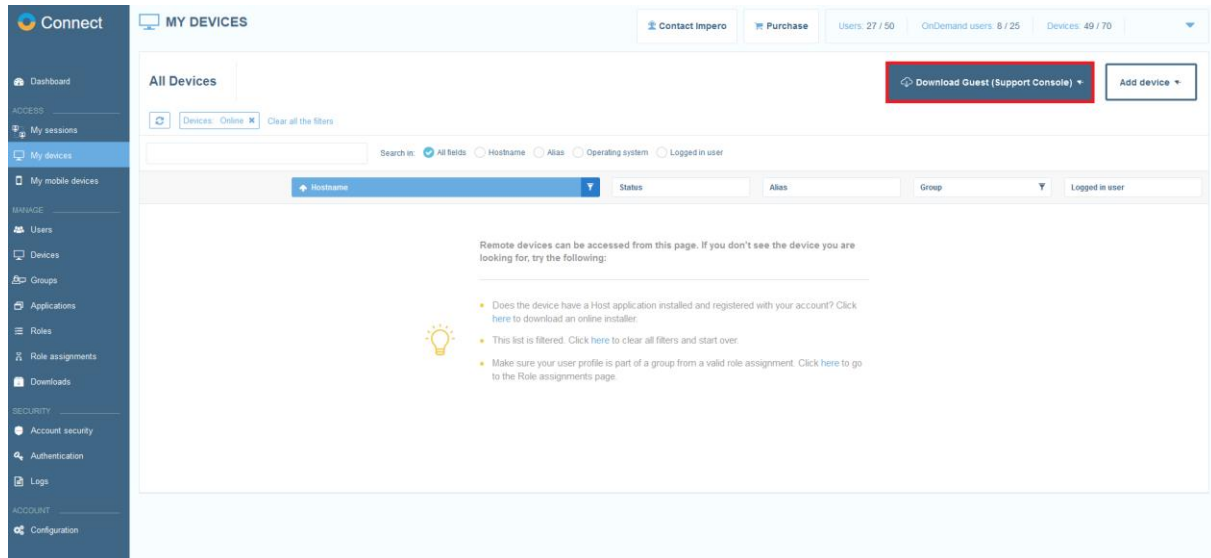 Connect
MY DEVICES
Contact Impero
Purchase
Users: 27 / 50
OnDemand users: 8 / 25
Devices: 49 / 70
Dashboard
ACCESS
My sessions
My devices
My mobile devices
MANAGE
Users
Devices
Groups
Applications
Roles
Role assignments
Downloads
SECURITY
Account security
Authentication
Logs
ACCOUNT
Configuration
All Devices
Download Guest (Support Console)
Add device
Devices: Online
Clear all the filters
Search in: All fields Hostname Alias Operating system Logged in user
Hostname Status Alias Group Logged in user
Remote devices can be accessed from this page. If you don't see the device you are
looking for, try the following:
Does the device have a Host application installed and registered with your account? Click
here to download an online installer.
This list is filtered. Click here to clear all filters and start over.
Make sure your user profile is part of a group from a valid role assignment. Click here to go
to the Role assignments page.